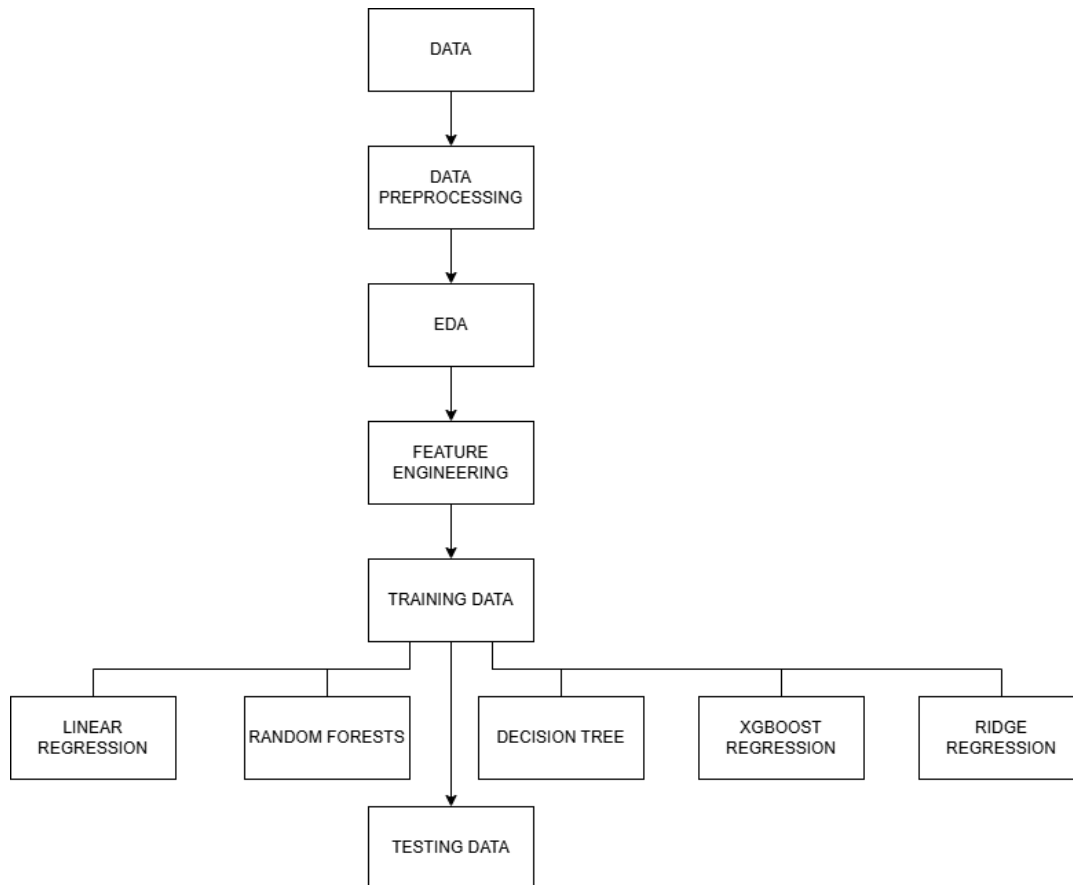 DATA
DATA
PREPROCESSING
EDA
FEATURE
ENGINEERING
TRAINING DATA
LINEAR
REGRESSION
RANDOM FORESTS
DECISION TREE
XGBOOST
REGRESSION
RIDGE
REGRESSION
TESTING DATA